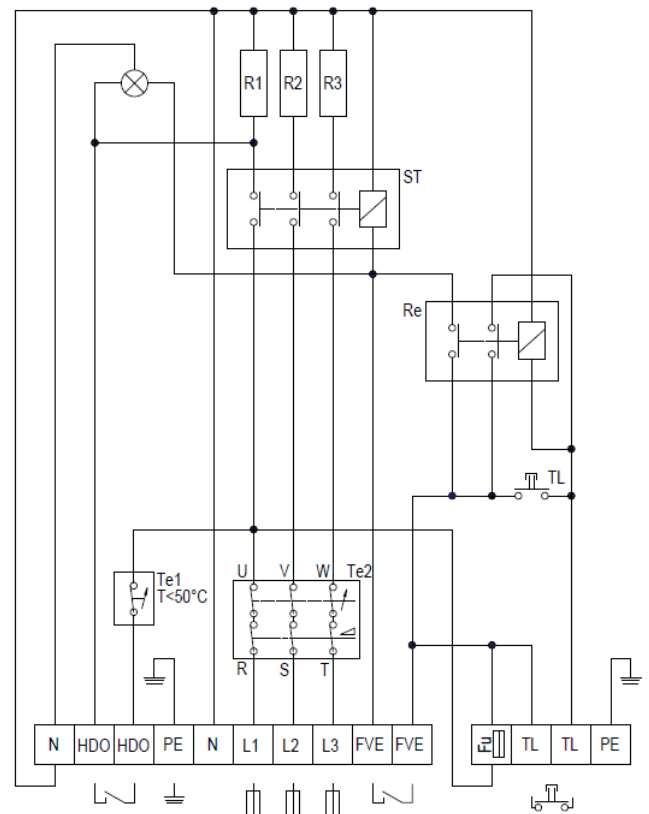 R1 R2 R3
ST
Re
TL
Te1
T<50°C
U V W Te2
R S T
N HDO HDO PE N L1 L2 L3 FVE FVE Fu TL TL PE